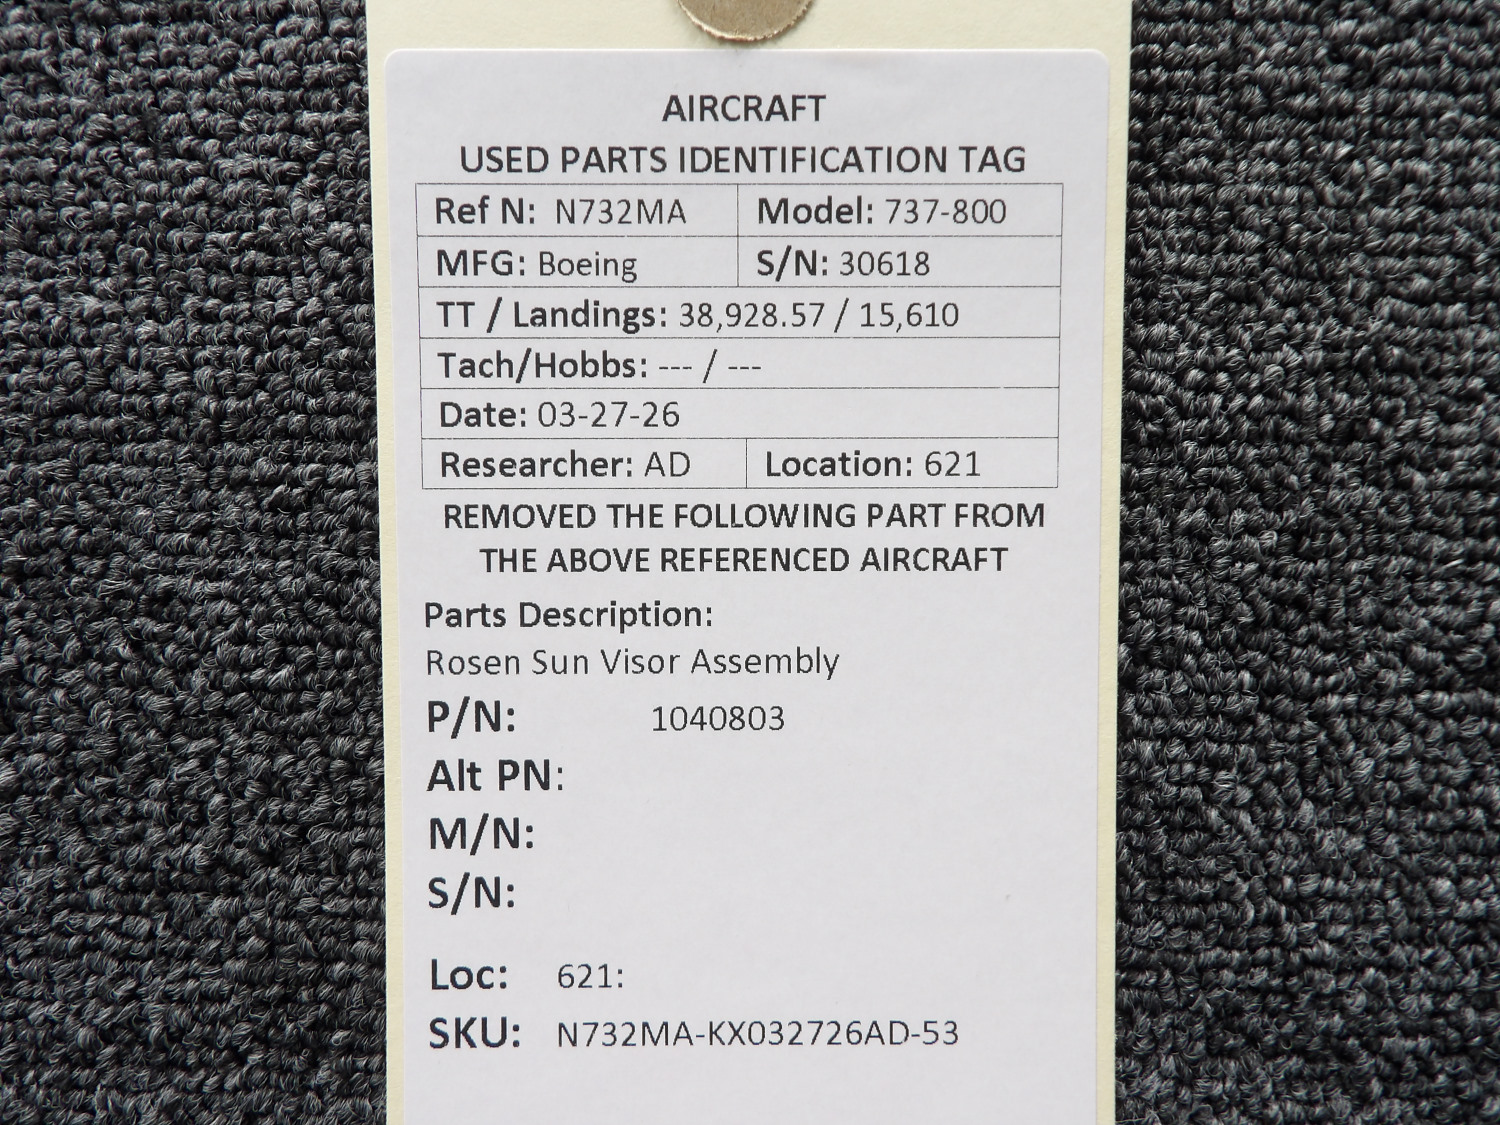 AIRCRAFT
USED PARTS IDENTIFICATION TAG
Ref N: N732MA Model: 737-800
MFG: Boeing S/N: 30618
TT / Landings: 38,928.57 / 15,610
Tach/Hobbs: --- / ---
Date: 03-27-26
Researcher: AD Location: 621
REMOVED THE FOLLOWING PART FROM
THE ABOVE REFERENCED AIRCRAFT
Parts Description:
Rosen Sun Visor Assembly
P/N: 1040803
Alt PN:
M/N:
S/N:
Loc: 621:
SKU: N732MA-KX032726AD-53